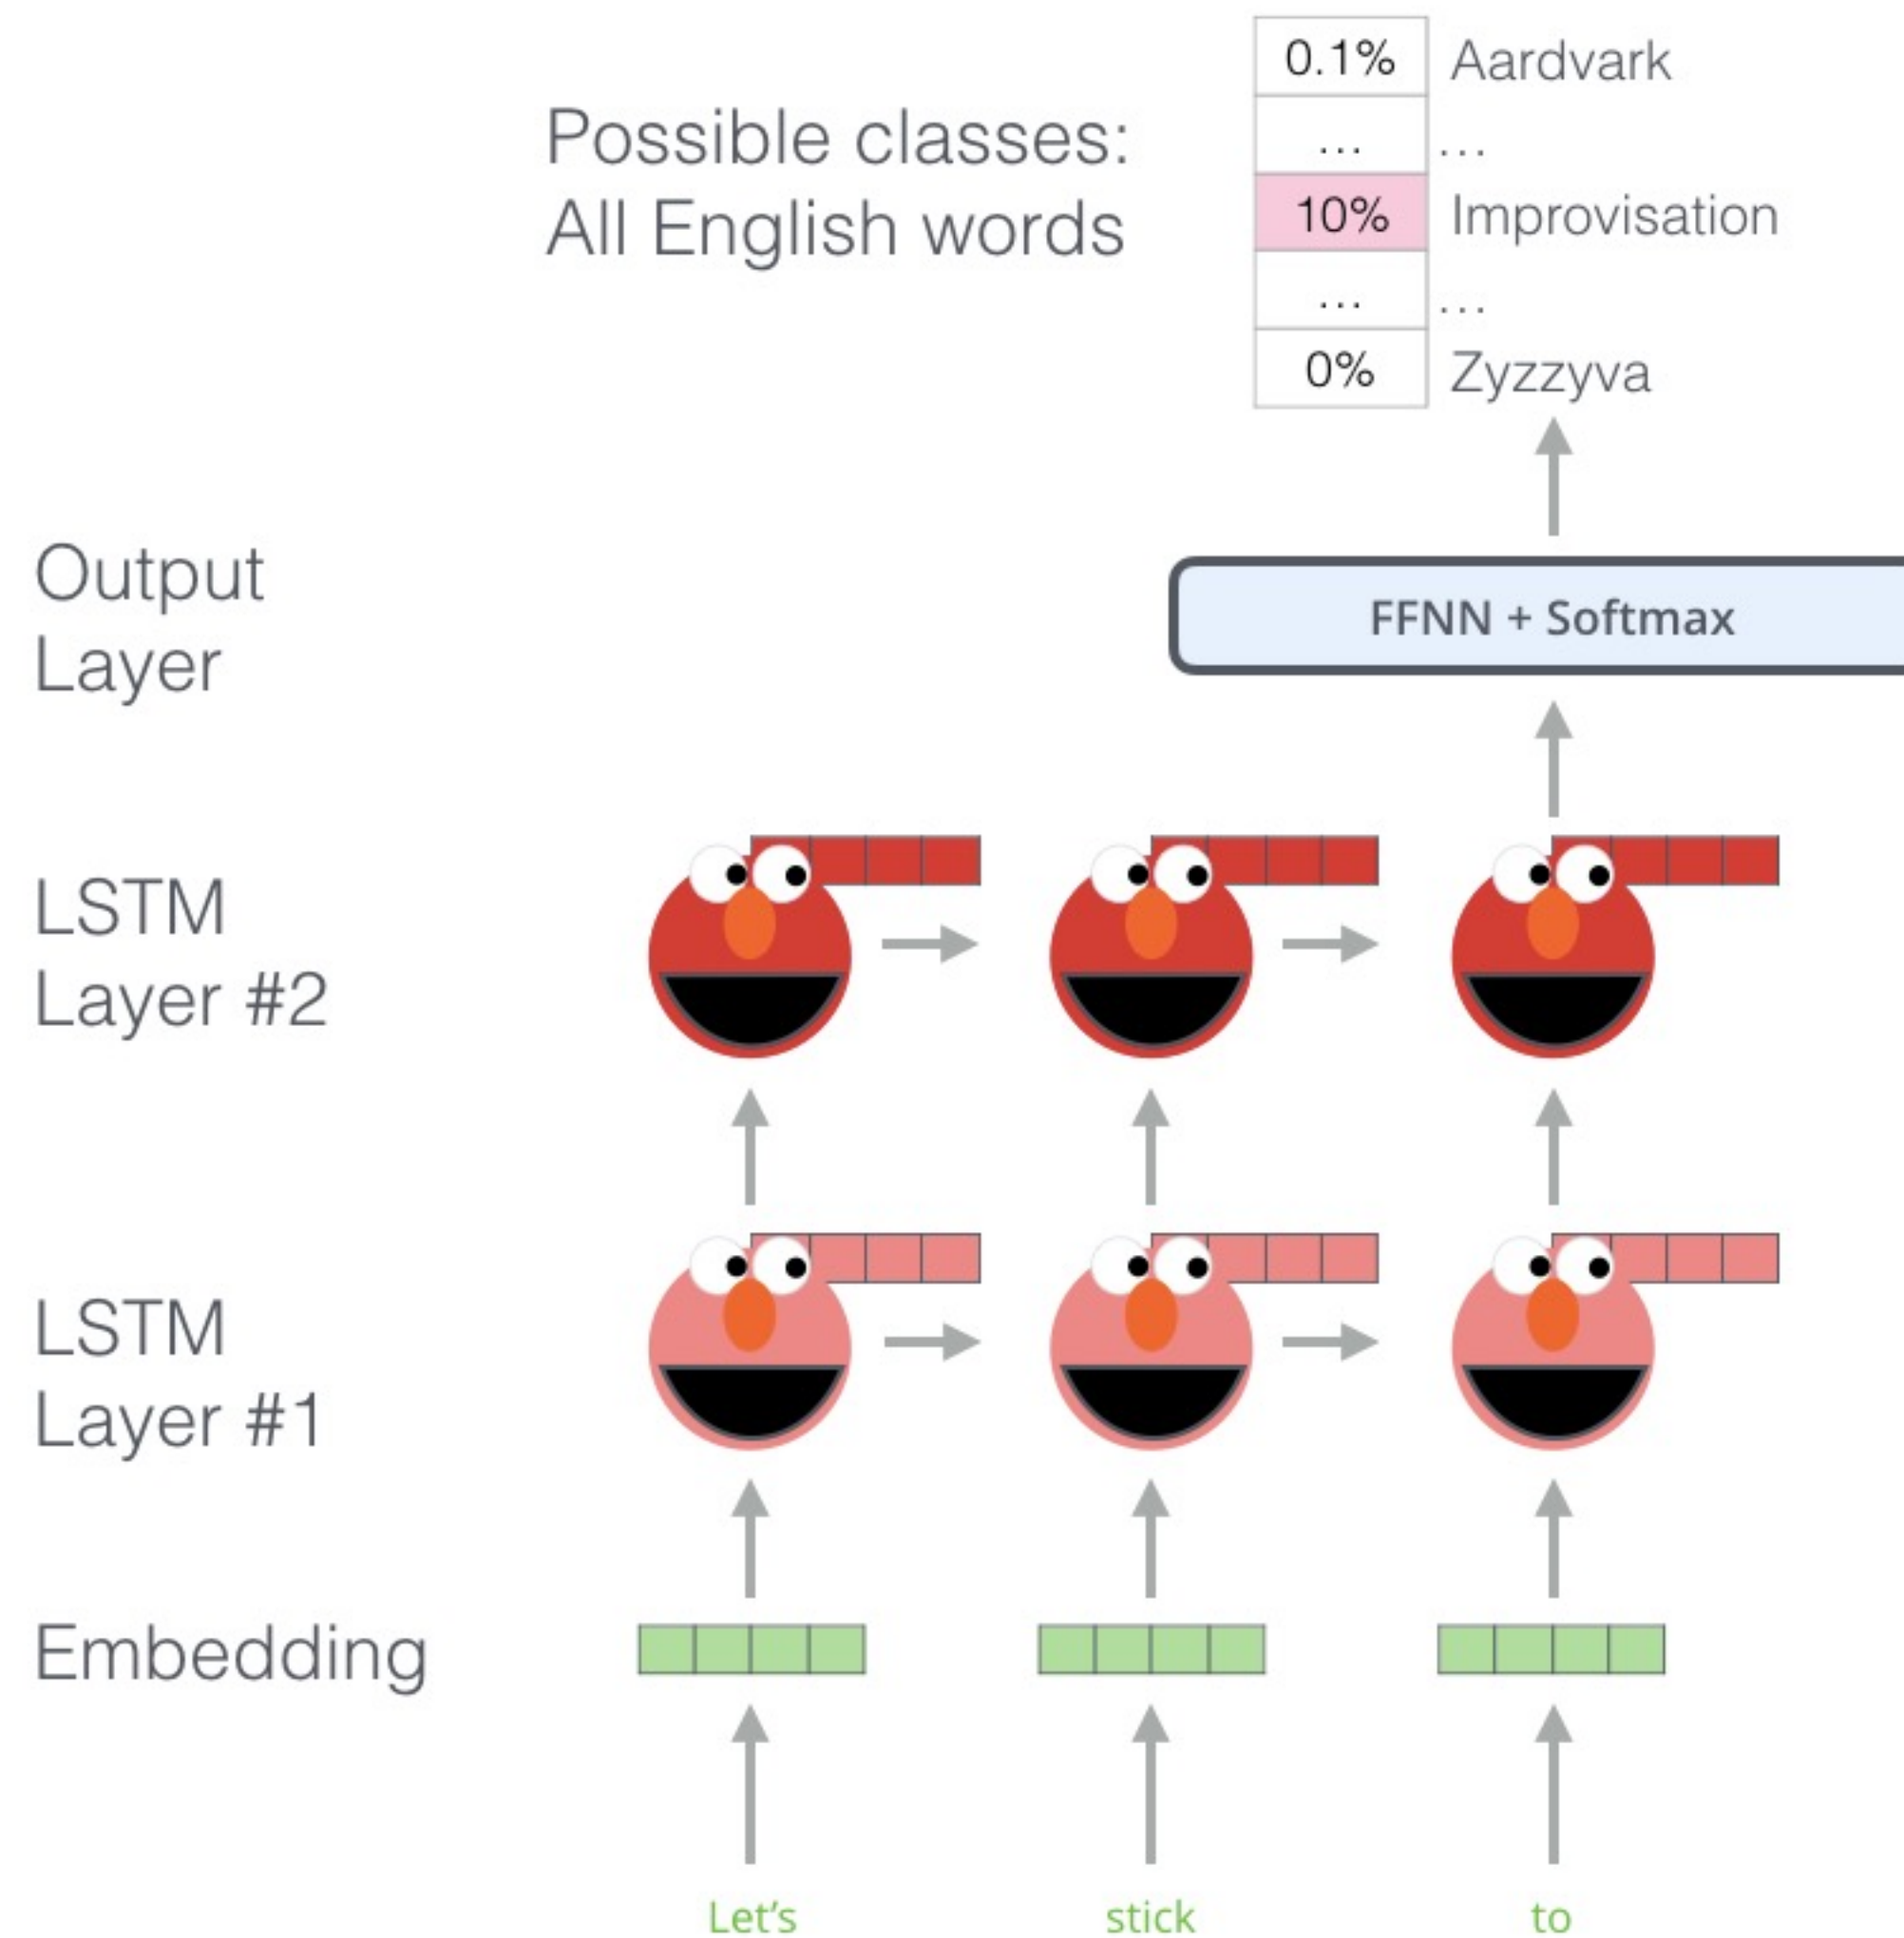 0.1% Aardvark
Possible classes:
... ...
All English words
10% Improvisation
... ...
0% Zyzzyva
Output
Layer
FFNN + Softmax
LSTM
Layer #2
LSTM
Layer #1
Embedding
Let's stick to